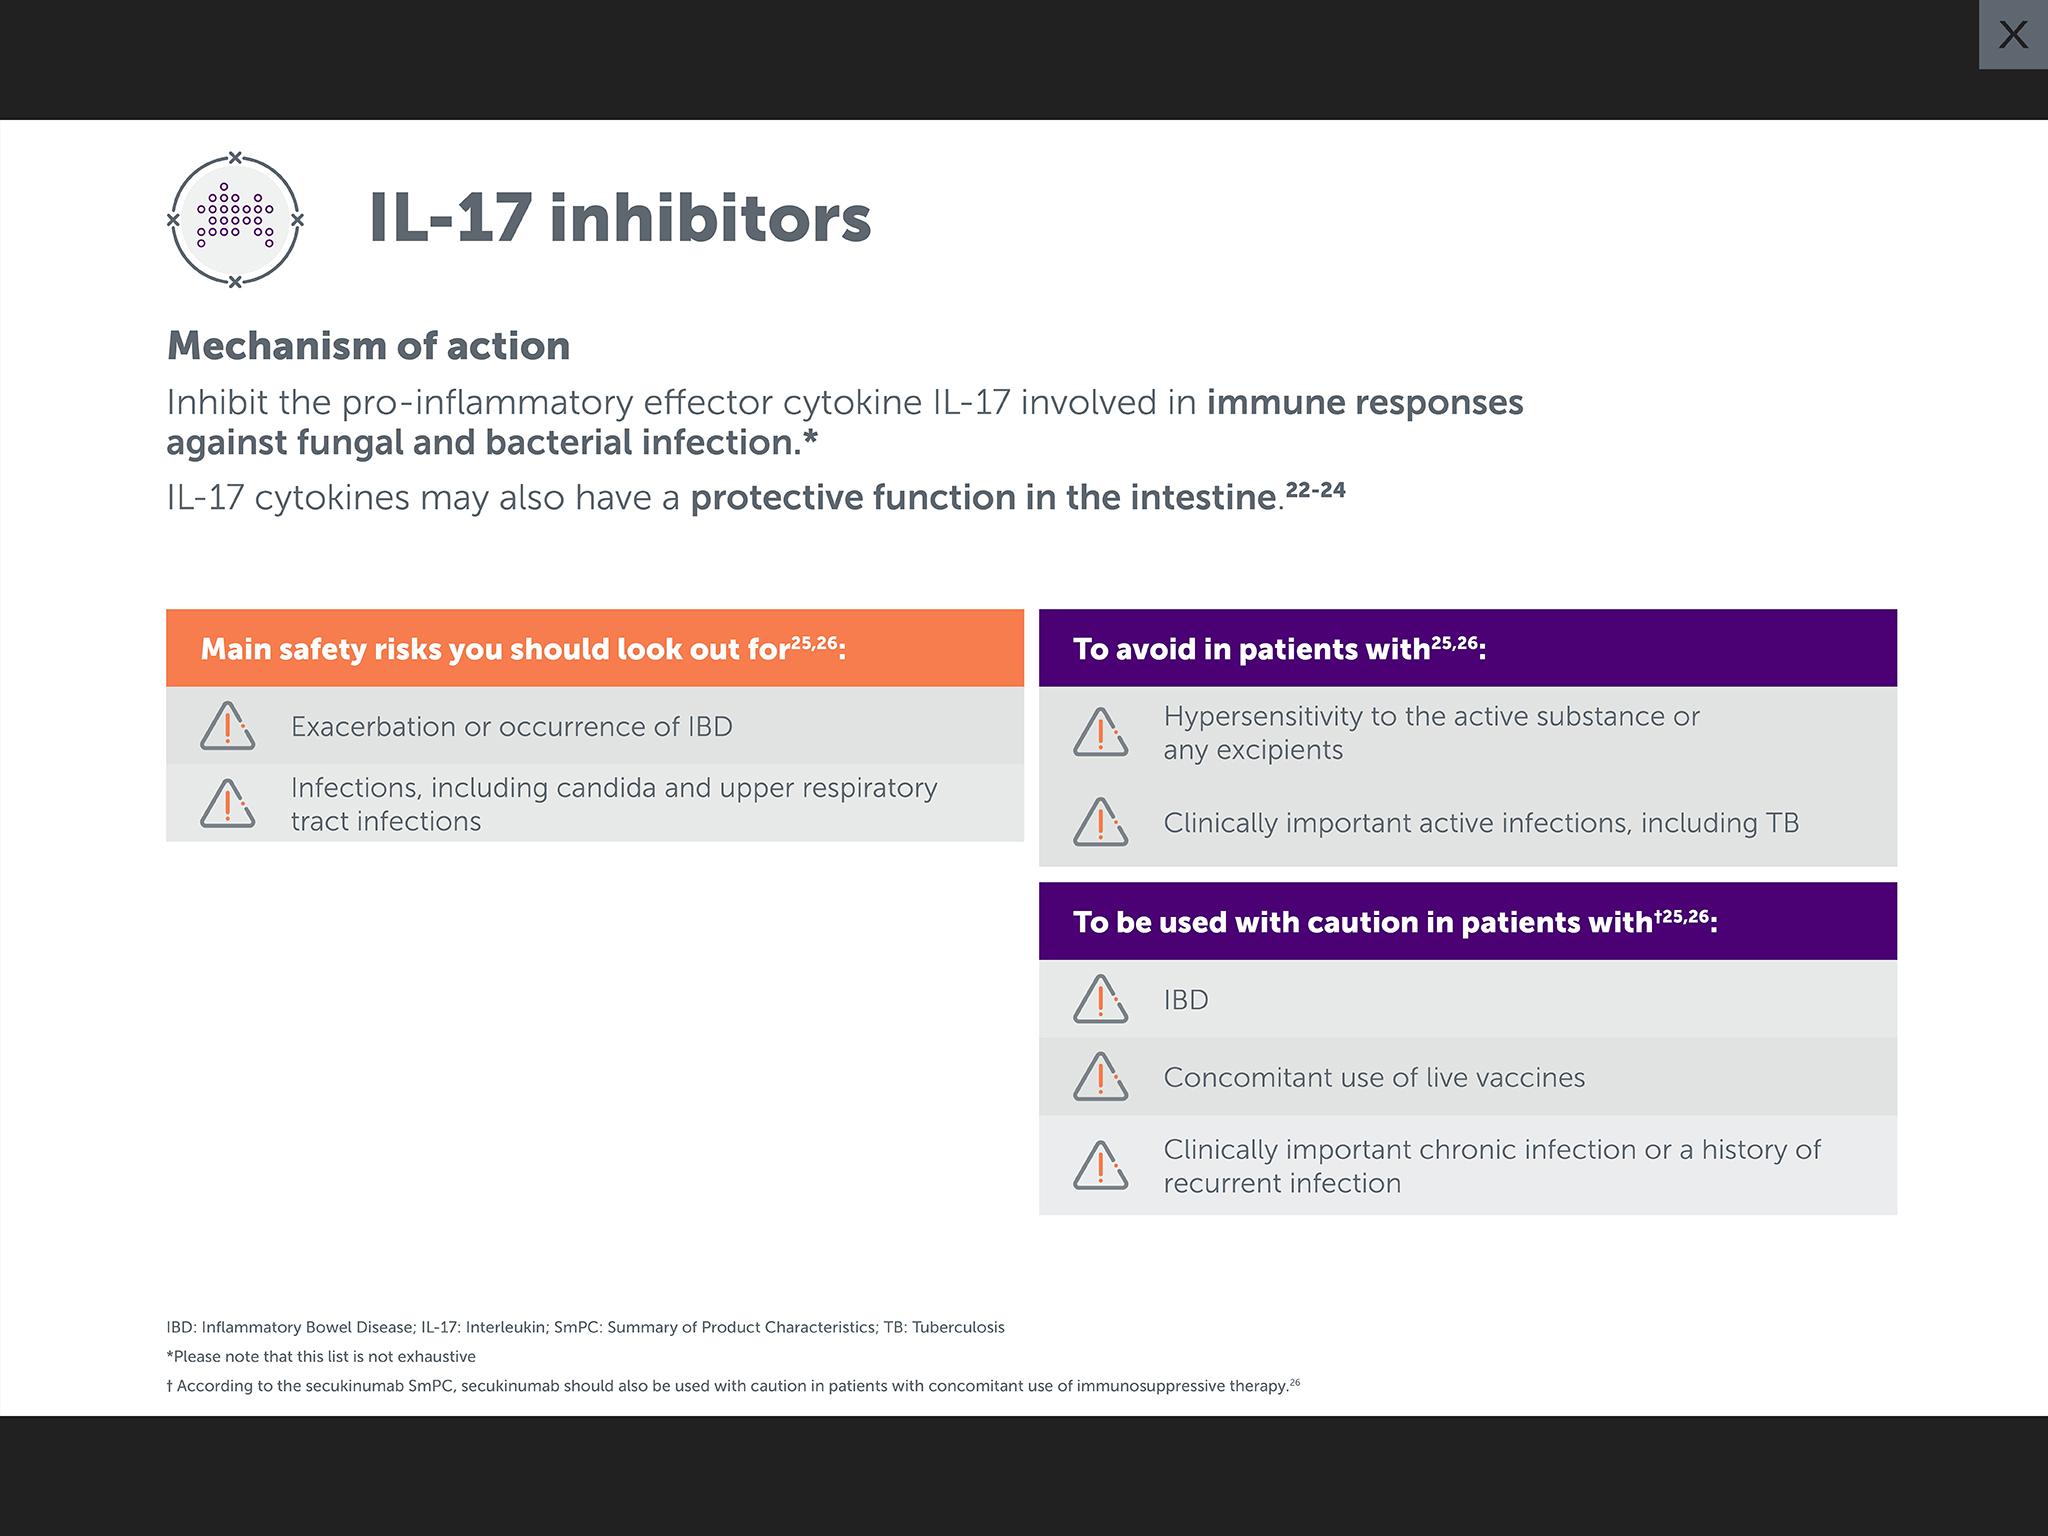 X
IL-17 inhibitors
Mechanism of action
Inhibit the pro-inflammatory effector cytokine IL-17 involved in immune responses
against fungal and bacterial infection.*
IL-17 cytokines may also have a protective function in the intestine.22-24
Main safety risks you should look out for25,26:
Exacerbation or occurrence of IBD
Infections, including candida and upper respiratory
tract infections
To avoid in patients with25,26:
Hypersensitivity to the active substance or
any excipients
Clinically important active infections, including TB
To be used with caution in patients with†25,26:
IBD
Concomitant use of live vaccines
Clinically important chronic infection or a history of
recurrent infection
IBD: Inflammatory Bowel Disease; IL-17: Interleukin; SmPC: Summary of Product Characteristics; TB: Tuberculosis
*Please note that this list is not exhaustive
† According to the secukinumab SmPC, secukinumab should also be used with caution in patients with concomitant use of immunosuppressive therapy.26